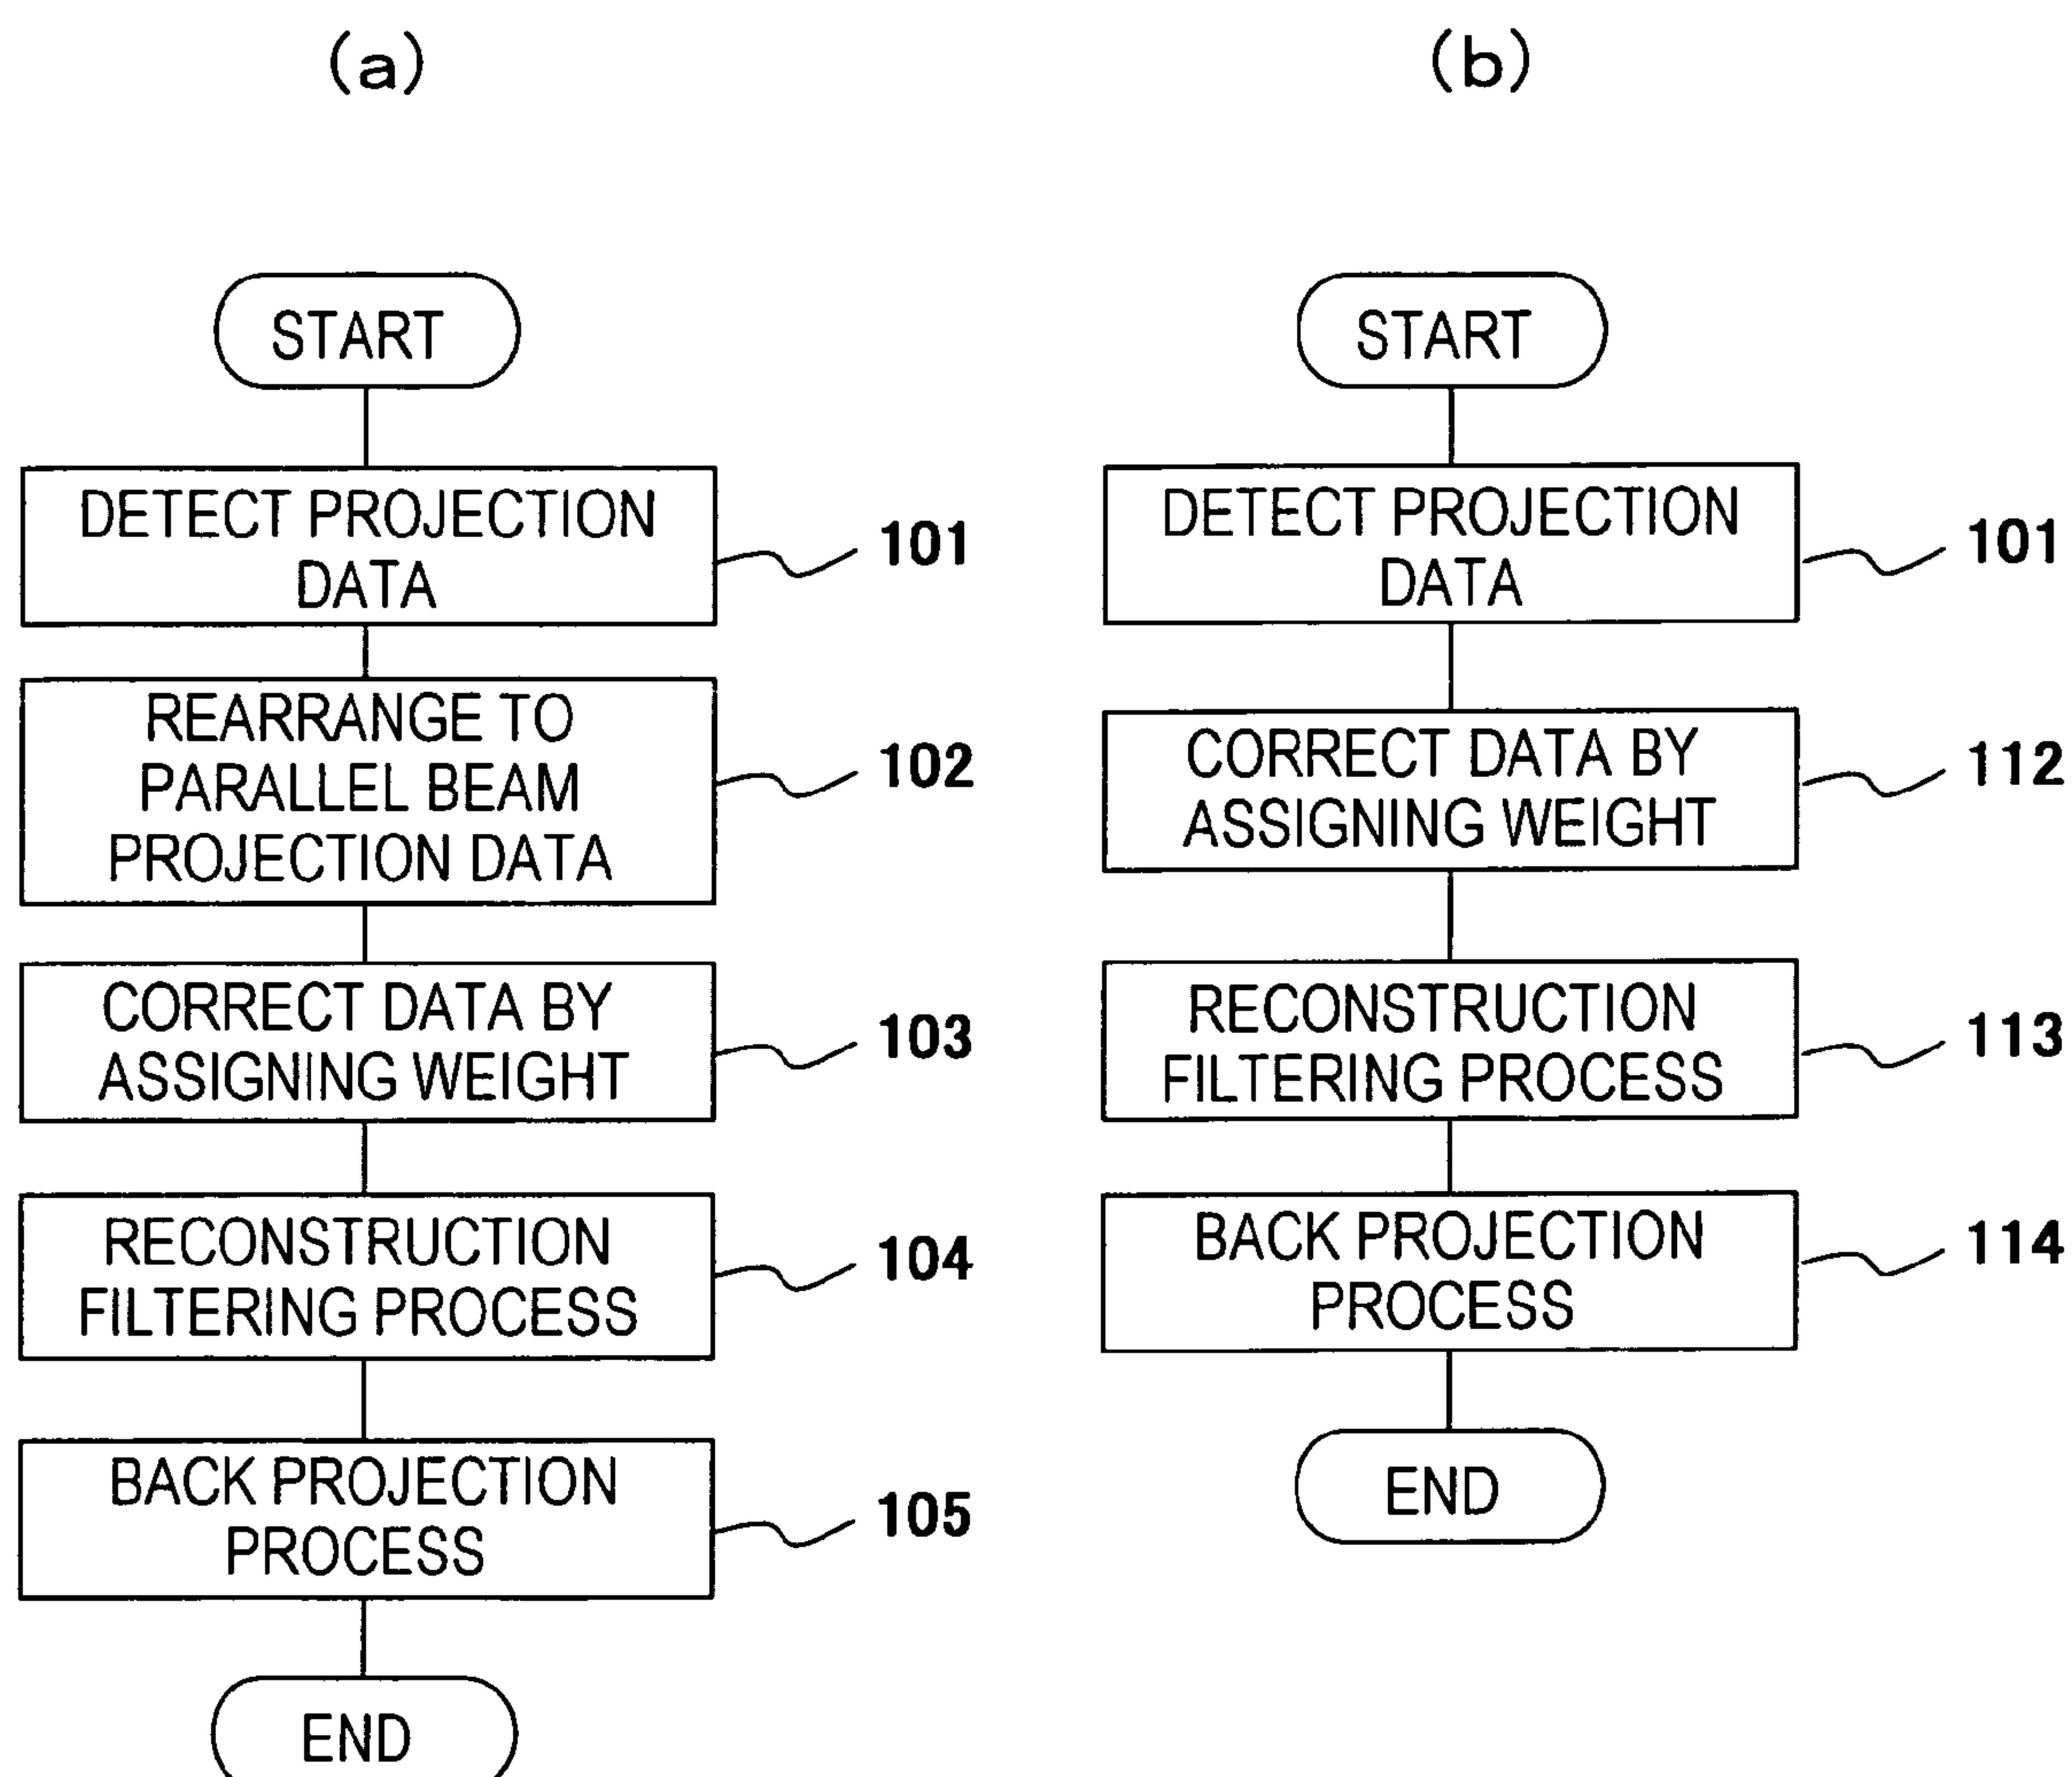 (a)
START
DETECT PROJECTION
DATA
101
REARRANGE TO
PARALLEL BEAM
PROJECTION DATA
102
CORRECT DATA BY
ASSIGNING WEIGHT
103
RECONSTRUCTION
FILTERING PROCESS
104
BACK PROJECTION
PROCESS
105
END
(b)
START
DETECT PROJECTION
DATA
101
CORRECT DATA BY
ASSIGNING WEIGHT
112
RECONSTRUCTION
FILTERING PROCESS
113
BACK PROJECTION
PROCESS
114
END